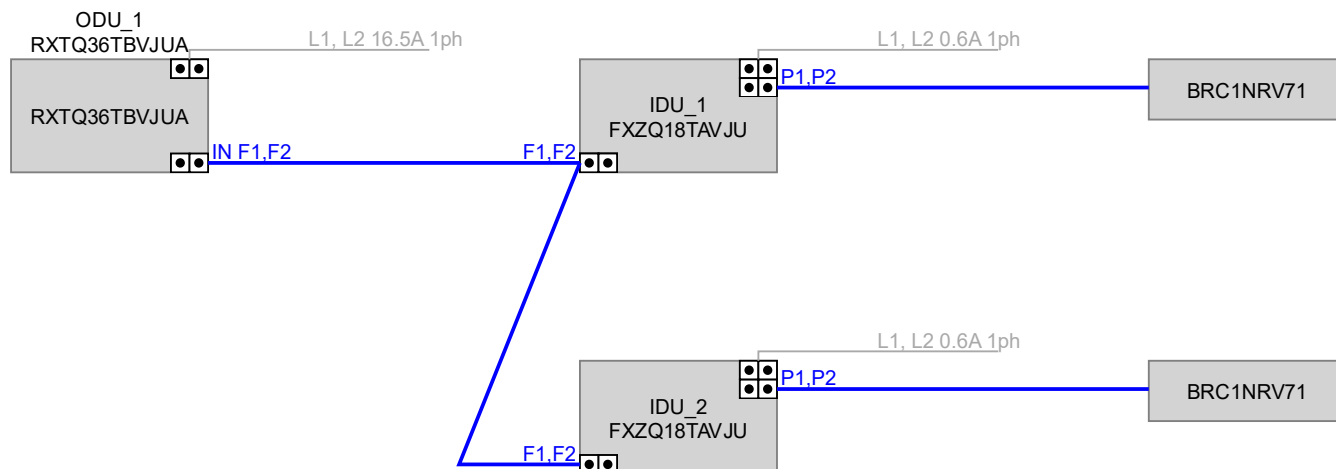 ODU_1
RXTQ36TBVJUA
L1, L2 16.5A 1ph
L1, L2 0.6A 1ph
RXTQ36TBVJUA
IN F1,F2
F1,F2
IDU_1
FXZQ18TAVJU
P1,P2
BRC1NRV71
L1, L2 0.6A 1ph
IDU_2
FXZQ18TAVJU
P1,P2
BRC1NRV71
F1,F2